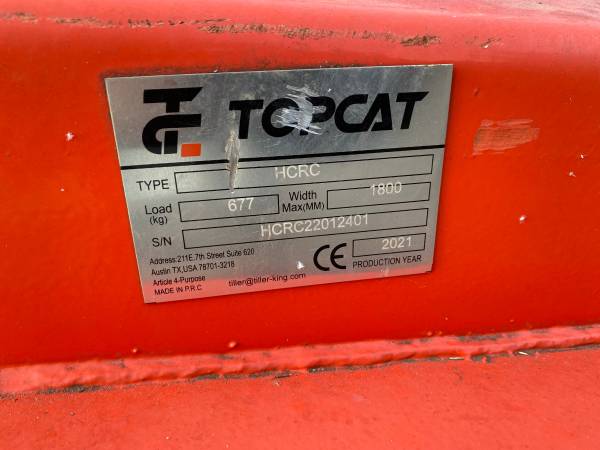 TG TOPCAT
TYPE HCRC
Load (kg) 677 Width Max(MM) 1800
S/N HCRC22012401
Address:211E,7th Street Suite 620
Austin TX,USA 78701-3218
Article 4-Purpose
MADE IN P.R.C
tiller@tiller-king.com
CE
2021
PRODUCTION YEAR